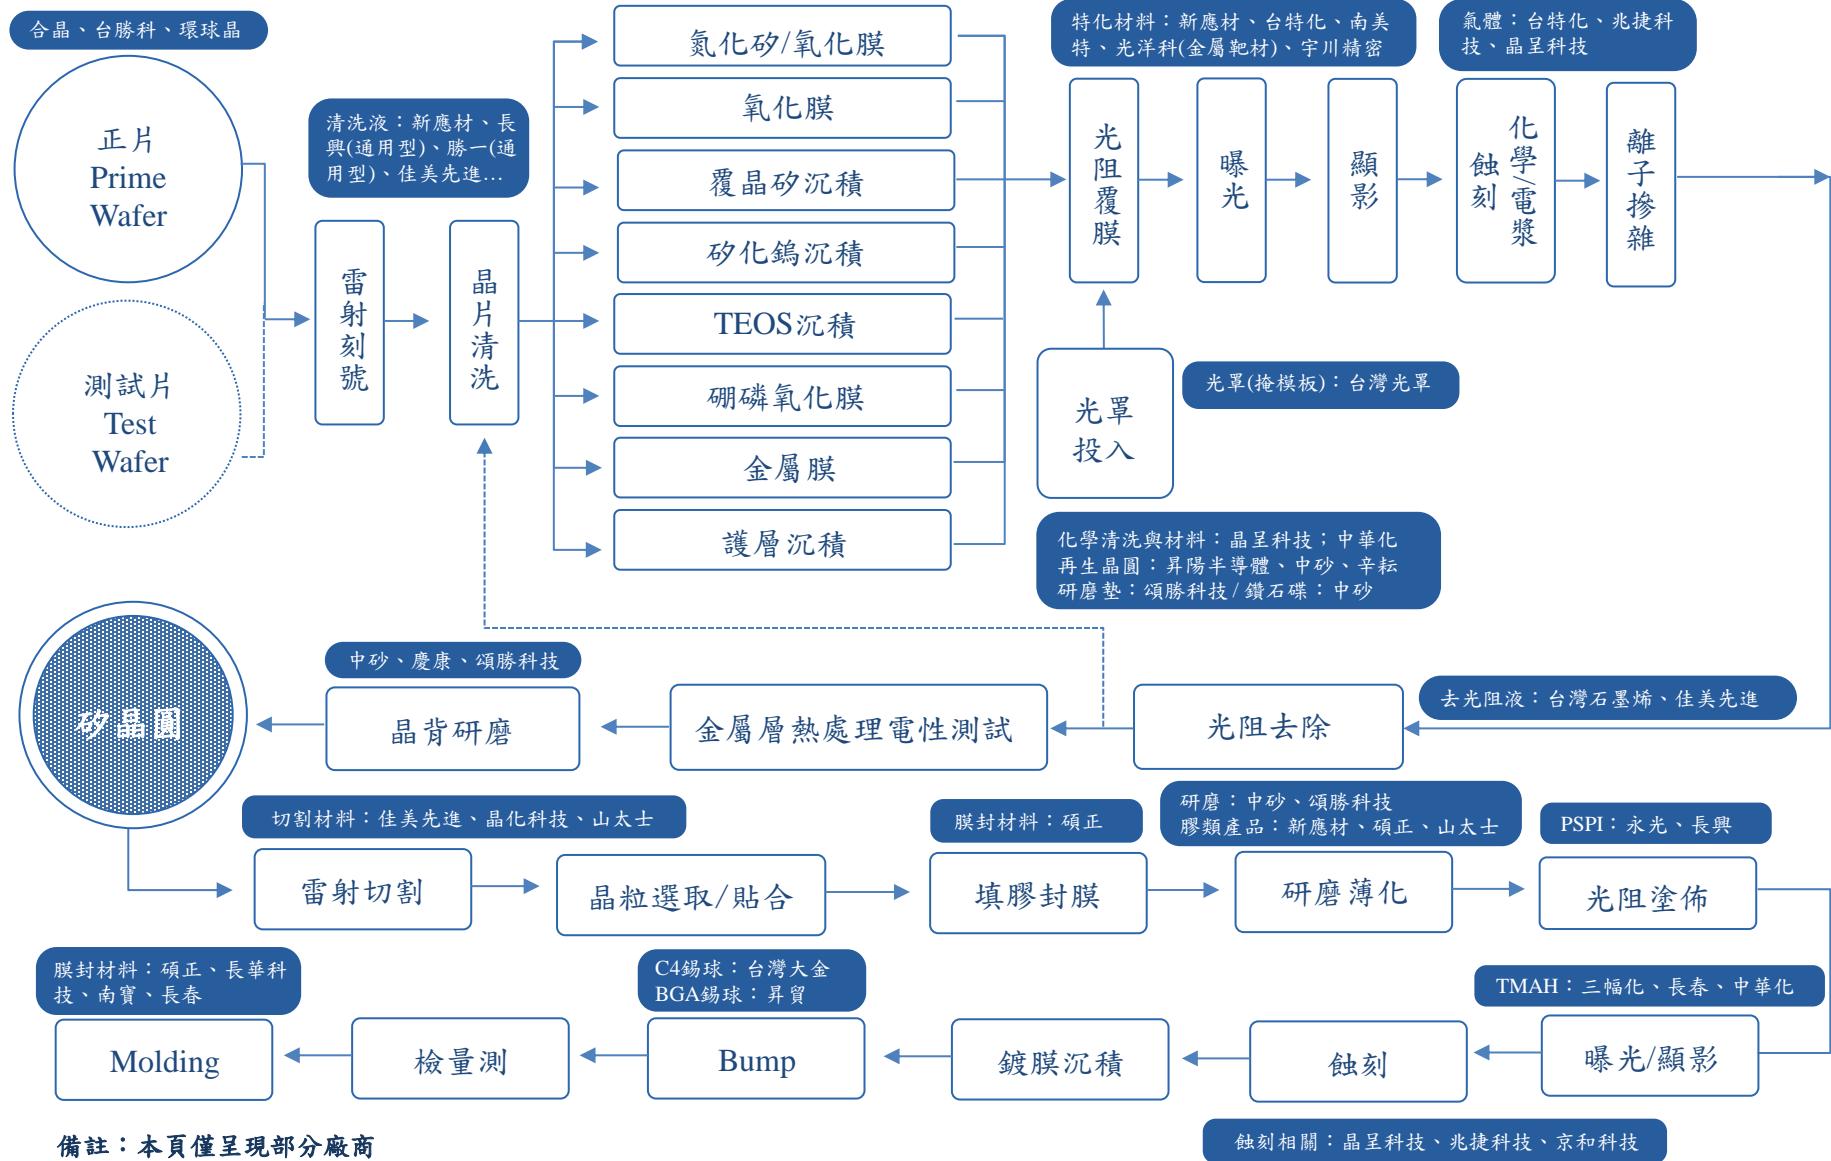 合晶、台勝科、環球晶
正片
Prime
Wafer
測試片
Test
Wafer
雷射刻號
清洗液：新應材、長
興(通用型)、勝一(通
用型)、佳美先進...
晶片清洗
氮化矽/氧化膜
氧化膜
覆晶矽沉積
矽化鎢沉積
TEOS沉積
硼磷氧化膜
金屬膜
護層沉積
特化材料：新應材、台特化、南美
特、光洋科(金屬靶材)、宇川精密
光阻覆膜
曝光
顯影
氣體：台特化、兆捷科
技、晶呈科技
化學/電漿
蝕刻
離子摻雜
光罩
投入
光罩(掩模板)：台灣光罩
化學清洗與材料：晶呈科技；中華化
再生晶圓：昇陽半導體、中砂、辛耘
研磨墊：頌勝科技/鑽石碟：中砂
去光阻液：台灣石墨烯、佳美先進
光阻去除
金屬層熱處理電性測試
中砂、慶康、頌勝科技
晶背研磨
矽晶圓
切割材料：佳美先進、晶化科技、山太士
雷射切割
晶粒選取/貼合
膜封材料：碩正
填膠封膜
研磨：中砂、頌勝科技
膠類產品：新應材、碩正、山太士
研磨薄化
PSPI：永光、長興
光阻塗佈
TMAH：三幅化、長春、中華化
曝光/顯影
蝕刻
蝕刻相關：晶呈科技、兆捷科技、京和科技
鍍膜沉積
C4錫球：台灣大金
BGA錫球：昇貿
Bump
檢量測
膜封材料：碩正、長華科
技、南寶、長春
Molding
備註：本頁僅呈現部分廠商